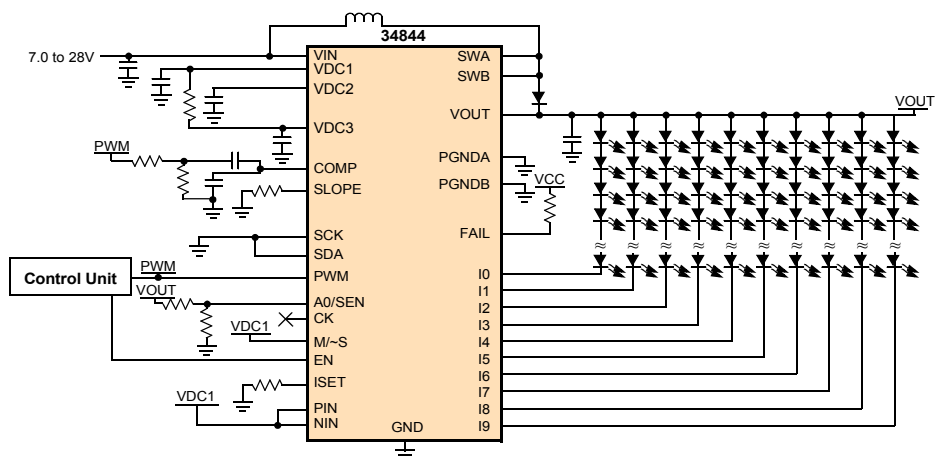 34844
7.0 to 28V
VIN
VDC1
VDC2
VDC3
PWM
COMP
SLOPE
SCK
SDA
Control Unit
PWM
PWM
VOUT
A0/SEN
CK
VDC1
M/~S
EN
ISET
VDC1
PIN
NIN
GND
SWA
SWB
VOUT
VOUT
PGNDA
PGNDB
VCC
FAIL
I0
I1
I2
I3
I4
I5
I6
I7
I8
I9